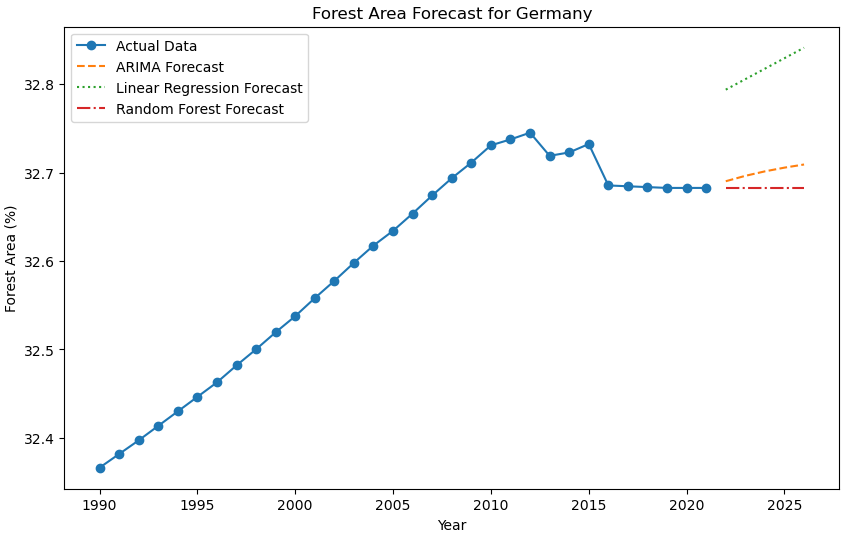 Forest Area Forecast for Germany
Actual Data
ARIMA Forecast
Linear Regression Forecast
Random Forest Forecast
Forest Area (%)
32.8
32.7
32.6
32.5
32.4
1990 1995 2000 2005 2010 2015 2020 2025
Year